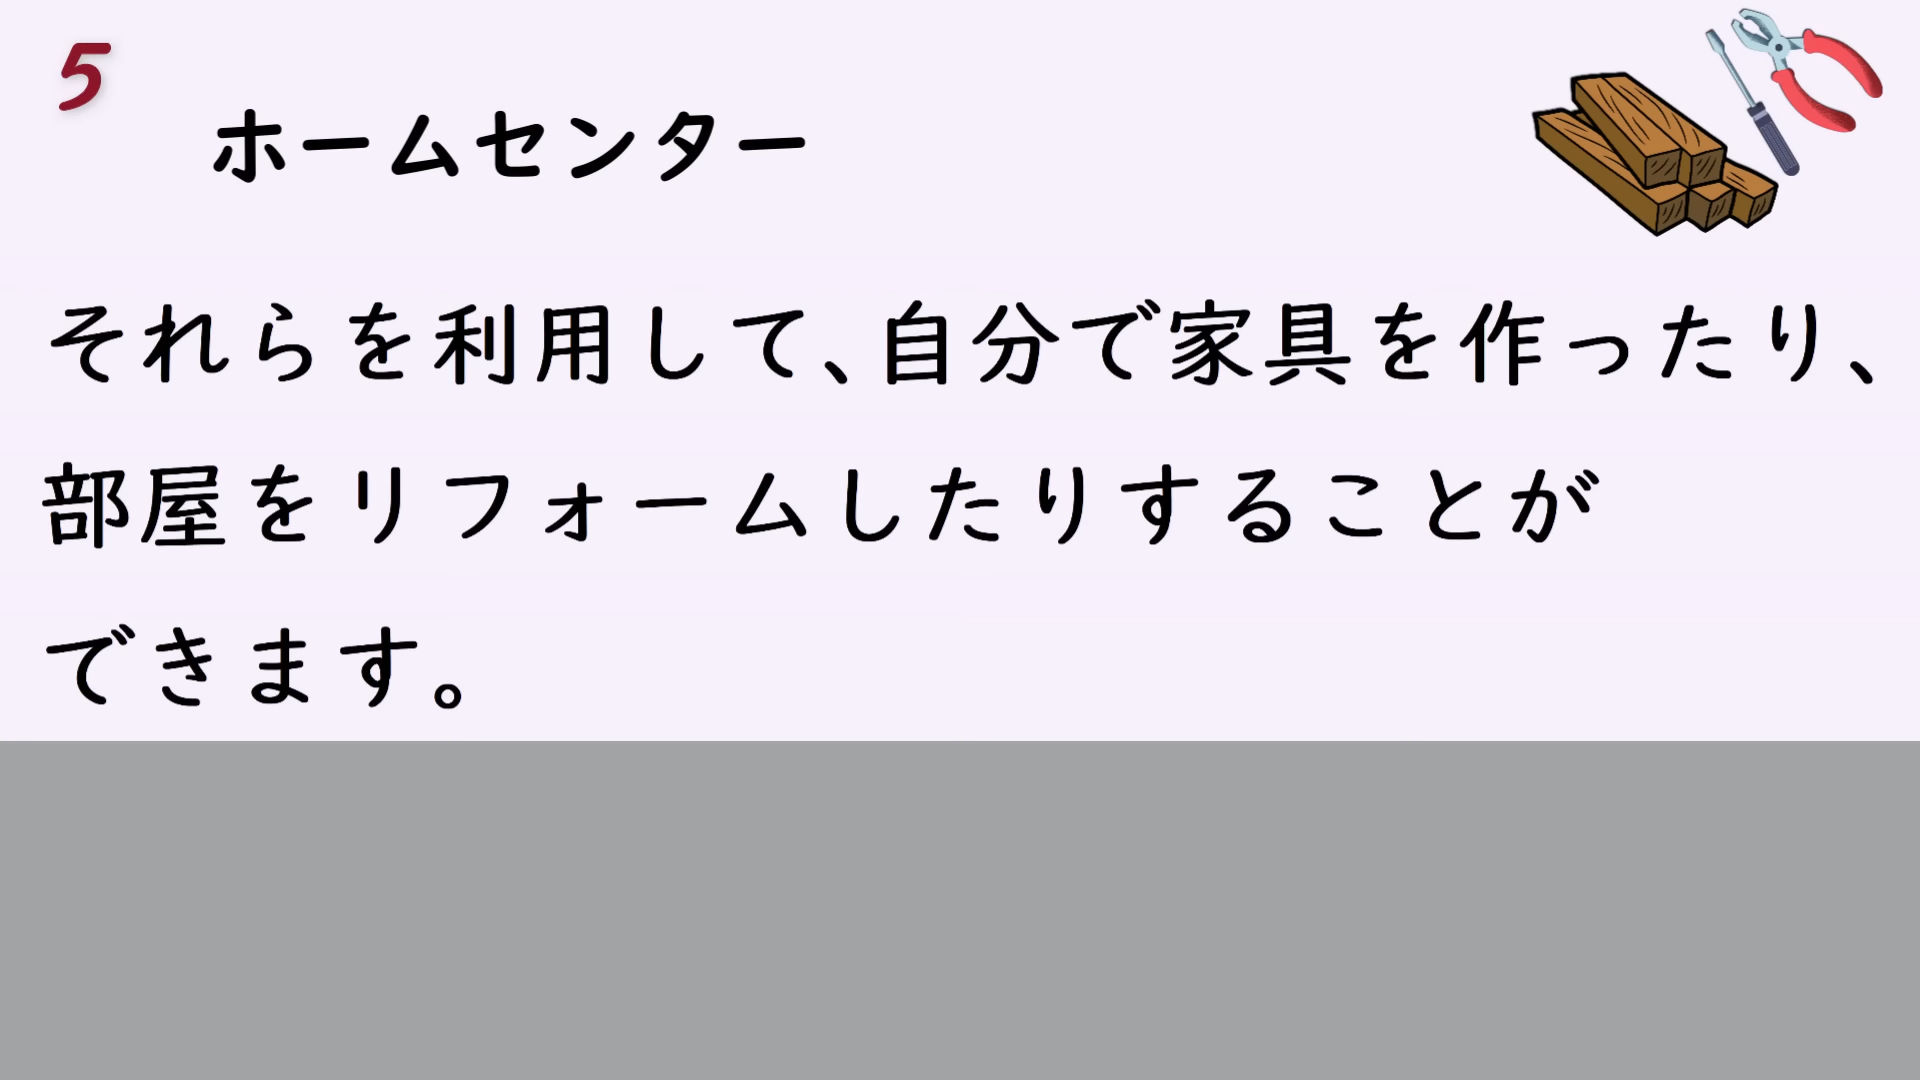 5
ホームセンター
それらを利用して、自分で家具を作ったり、
部屋をリフォームしたりすることが
できます。